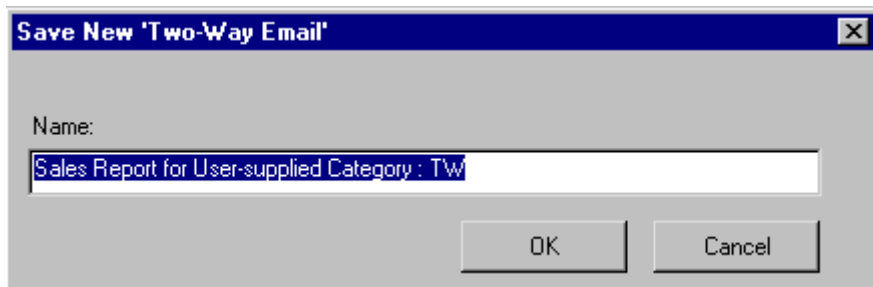 Save New 'Two-Way Email'
Name:
Sales Report for User-supplied Category : TW
OK Cancel